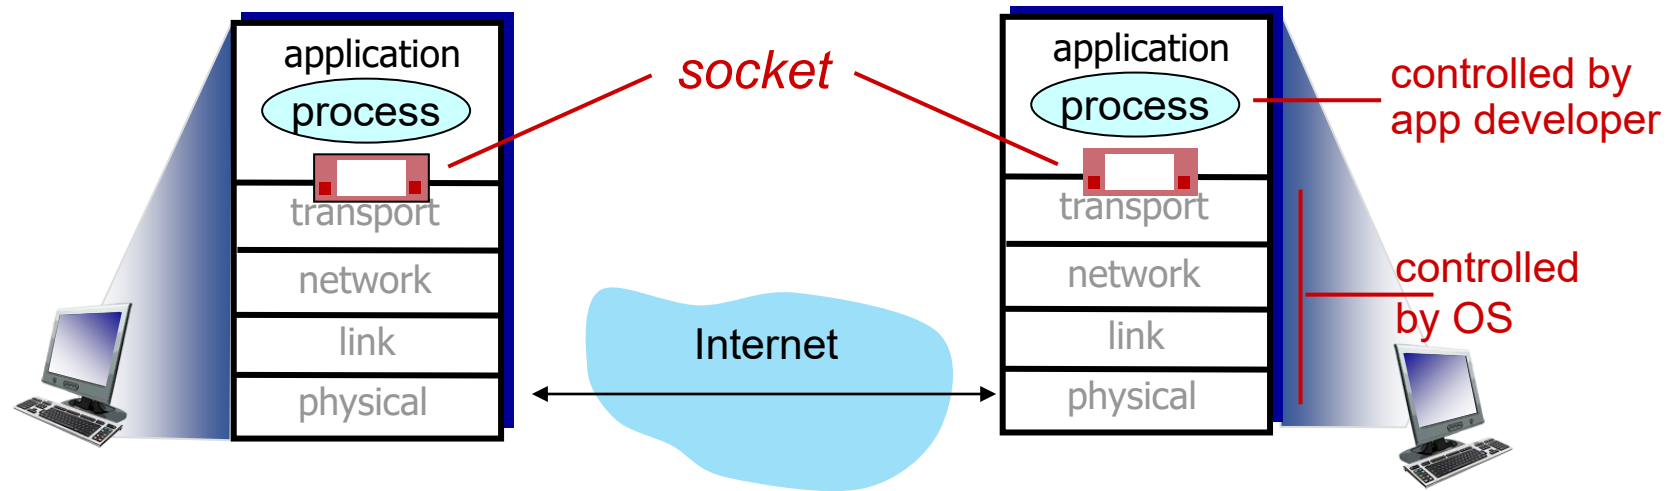 application
process
transport
network
link
physical
socket
Internet
application
process
transport
network
link
physical
controlled by
app developer
controlled
by OS